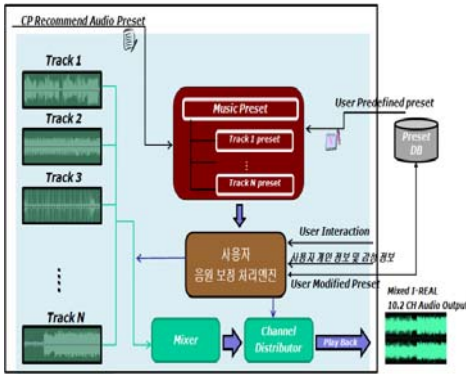 CP Recommend Audio Preset
Track 1
Track 2
Track 3
Track N
Music Preset
Track 1 preset
Track N preset
User Predefined preset
Preset
DB
사용자
음원 보정 처리엔진
User Interaction
사용자 개인 정보 및 감성 정보
User Modified Preset
Mixer
Channel
Distributor
Play Back
Mixed I-REAL
10.2 CH Audio Output